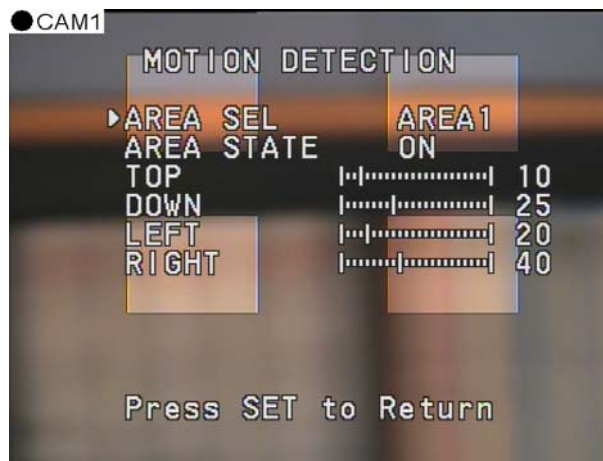 CAM1
MOTION DETECTION
AREA SEL AREA1
AREA STATE ON
TOP 10
DOWN 25
LEFT 20
RIGHT 40
Press SET to Return